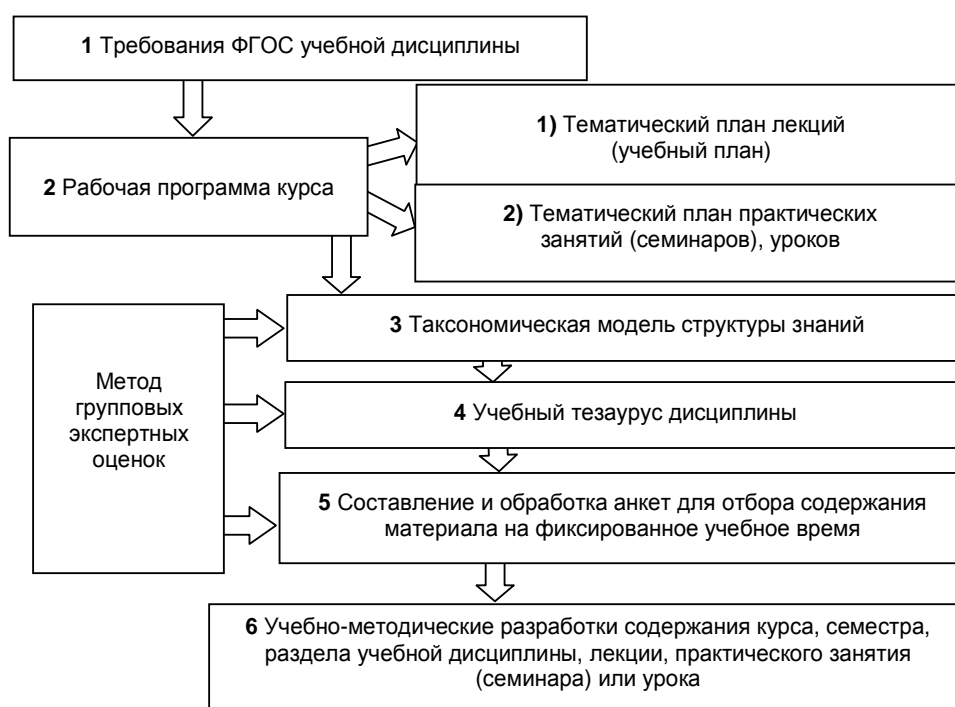 1 Требования ФГОС учебной дисциплины
1) Тематический план лекций
(учебный план)
2 Рабочая программа курса
2) Тематический план практических
занятий (семинаров), уроков
3 Таксономическая модель структуры знаний
Метод
групповых
экспертных
оценок
4 Учебный тезаурус дисциплины
5 Составление и обработка анкет для отбора содержания
материала на фиксированное учебное время
6 Учебно-методические разработки содержания курса, семестра,
раздела учебной дисциплины, лекции, практического занятия
(семинара) или урока